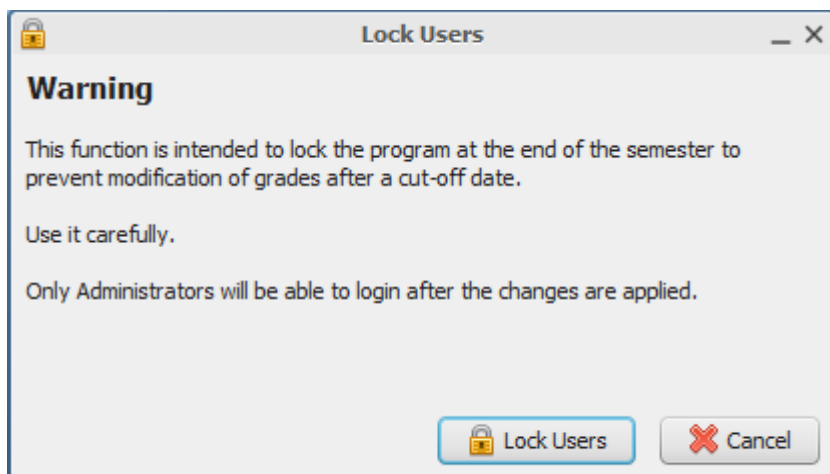 Lock Users
Warning
This function is intended to lock the program at the end of the semester to
prevent modification of grades after a cut-off date.
Use it carefully.
Only Administrators will be able to login after the changes are applied.
Lock Users
Cancel